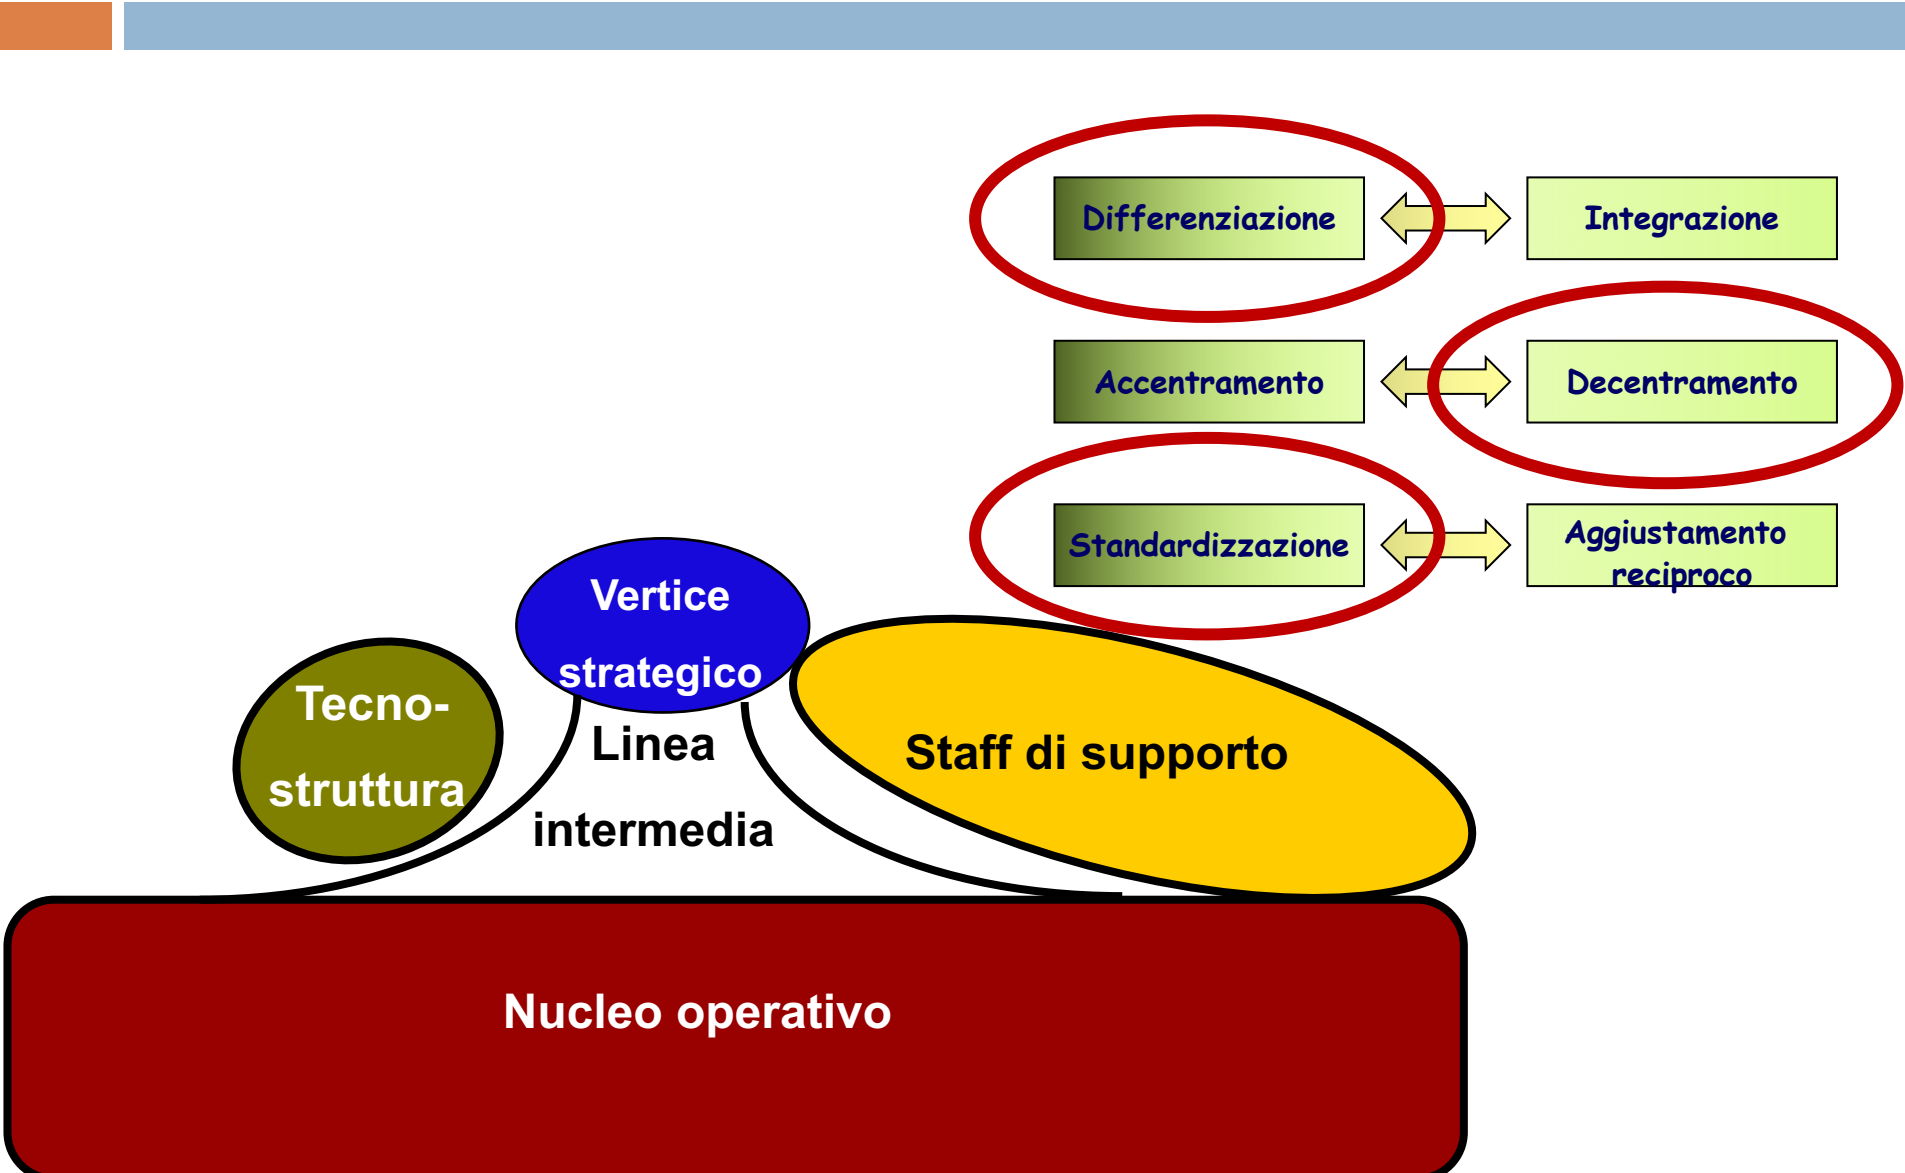 Differenziazione
Integrazione
Accentramento
Decentramento
Standardizzazione
Aggiustamento
reciproco
Vertice
strategico
Tecno-
struttura
Linea
intermedia
Staff di supporto
Nucleo operativo